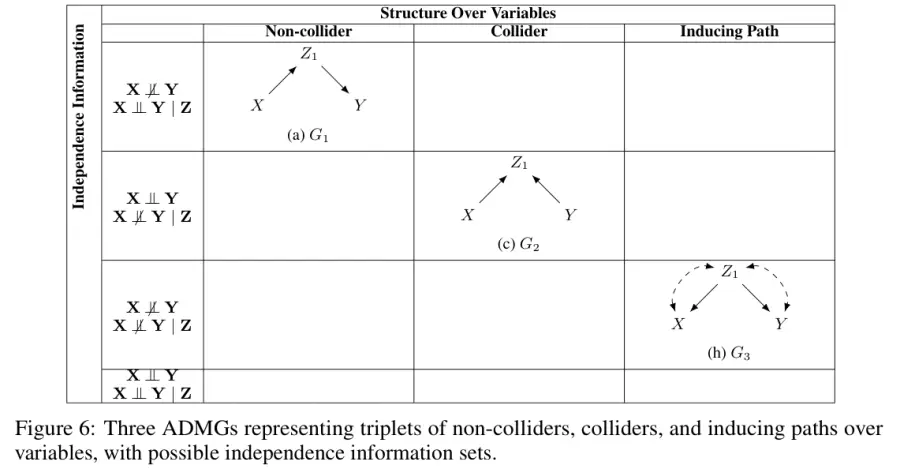 Structure Over Variables
Independence Information
Non-collider
Collider
Inducing Path
X ⊥̸⊥ Y
X ⊥⊥ Y | Z
Z₁
X
Y
(a) G₁
X ⊥⊥ Y
X ⊥̸⊥ Y | Z
Z₁
X
Y
(c) G₂
X ⊥̸⊥ Y
X ⊥̸⊥ Y | Z
Z₁
X
Y
(h) G₃
X ⊥⊥ Y
X ⊥⊥ Y | Z
Figure 6: Three ADMGs representing triplets of non-colliders, colliders, and inducing paths over
variables, with possible independence information sets.